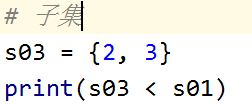 # 子集
s03 = {2, 3}
print(s03 < s01)